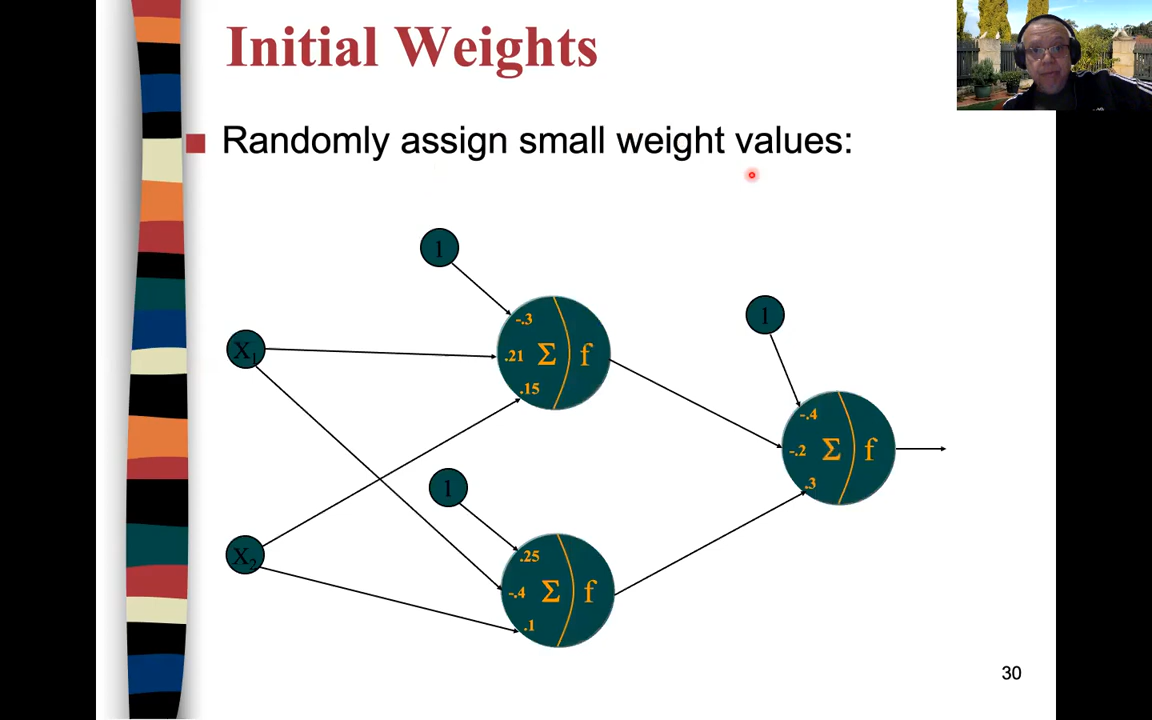 Initial Weights
Randomly assign small weight values:
1
-.3
X1
.21 Σ f
.15
1
-.4
-.2 Σ f
.3
1
X2
.25
-.4 Σ f
.1
30